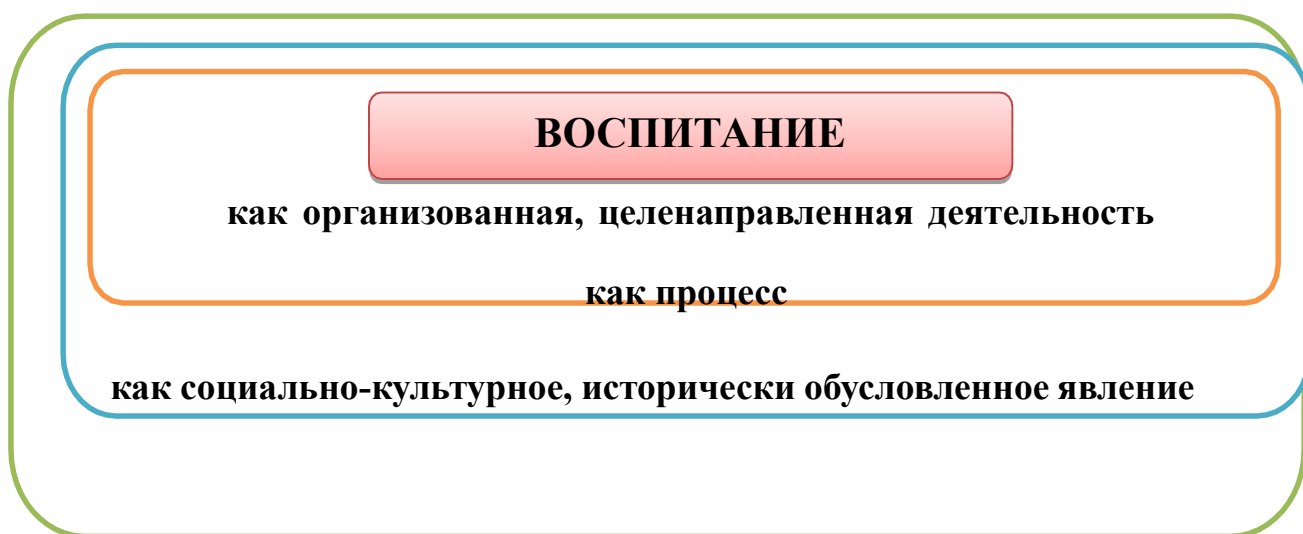 ВОСПИТАНИЕ
как организованная, целенаправленная деятельность
как процесс
как социально-культурное, исторически обусловленное явление